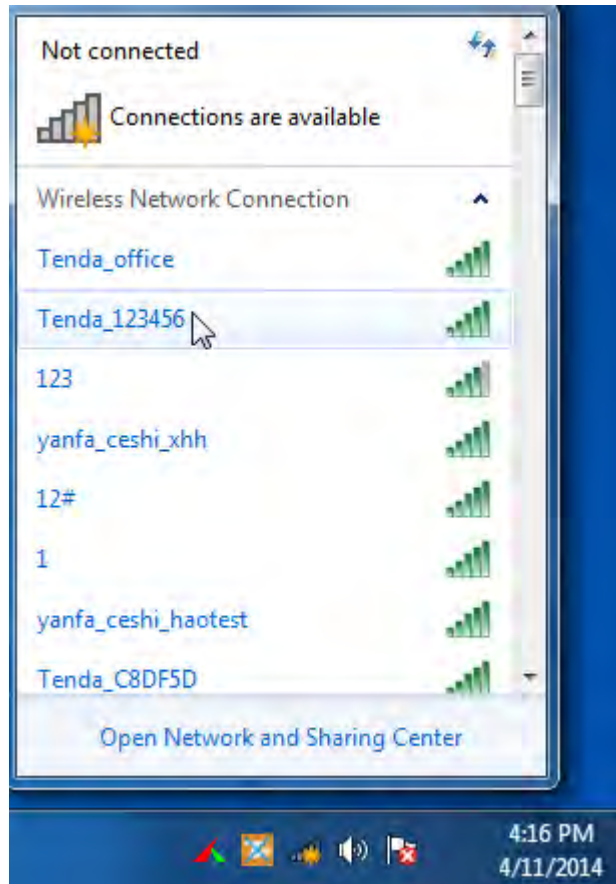 Not connected
Connections are available
Wireless Network Connection
Tenda_office
Tenda_123456
123
yanfa_ceshi_xhh
12#
1
yanfa_ceshi_haotest
Tenda_C8DF5D
Open Network and Sharing Center
4:16 PM
4/11/2014